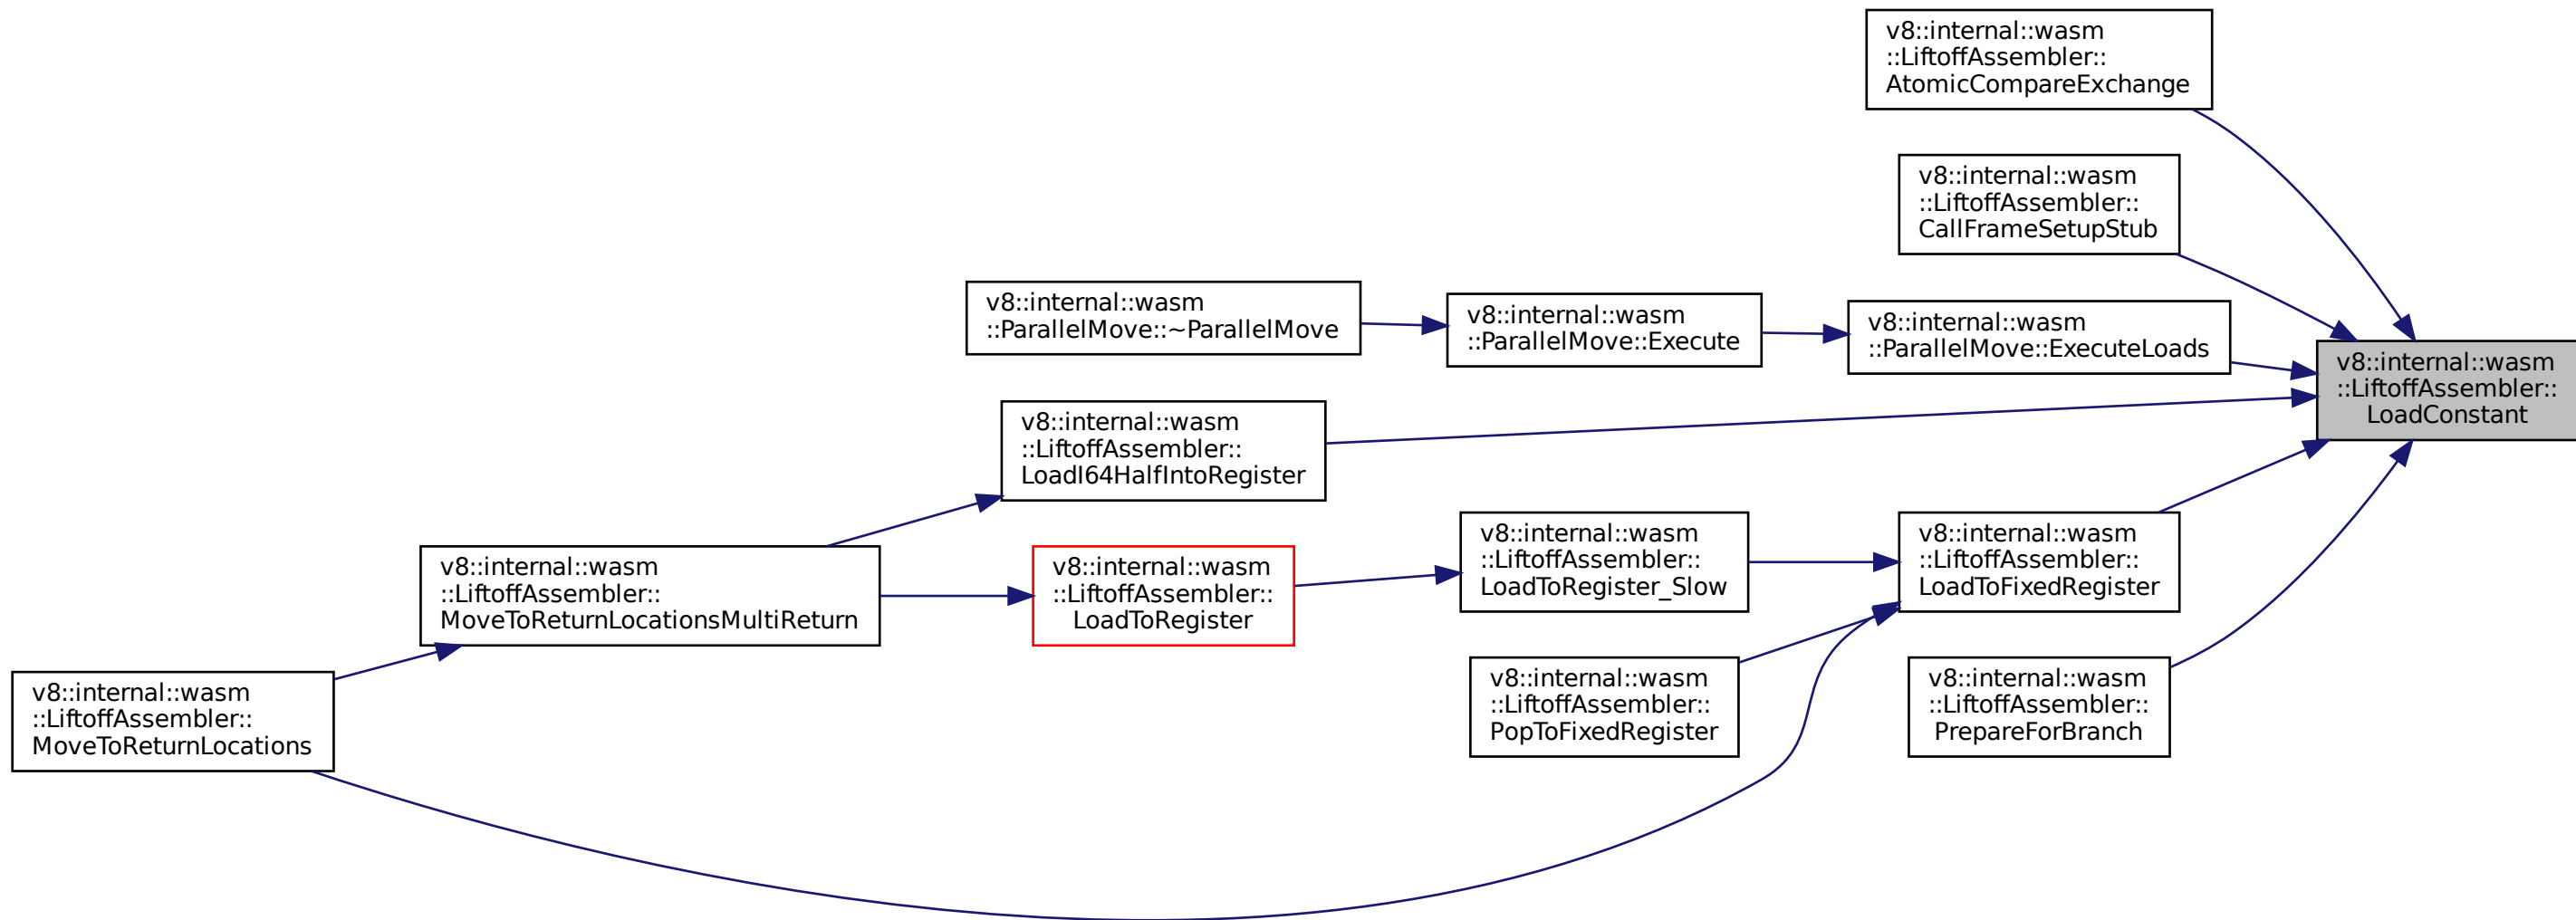 v8::internal::wasm
::LiftoffAssembler::
AtomicCompareExchange
v8::internal::wasm
::LiftoffAssembler::
CallFrameSetupStub
v8::internal::wasm
::ParallelMove::~ParallelMove
v8::internal::wasm
::ParallelMove::Execute
v8::internal::wasm
::ParallelMove::ExecuteLoads
v8::internal::wasm
::LiftoffAssembler::
LoadConstant
v8::internal::wasm
::LiftoffAssembler::
LoadI64HalfIntoRegister
v8::internal::wasm
::LiftoffAssembler::
MoveToReturnLocationsMultiReturn
v8::internal::wasm
::LiftoffAssembler::
LoadToRegister
v8::internal::wasm
::LiftoffAssembler::
LoadToRegister_Slow
v8::internal::wasm
::LiftoffAssembler::
LoadToFixedRegister
v8::internal::wasm
::LiftoffAssembler::
MoveToReturnLocations
v8::internal::wasm
::LiftoffAssembler::
PopToFixedRegister
v8::internal::wasm
::LiftoffAssembler::
PrepareForBranch